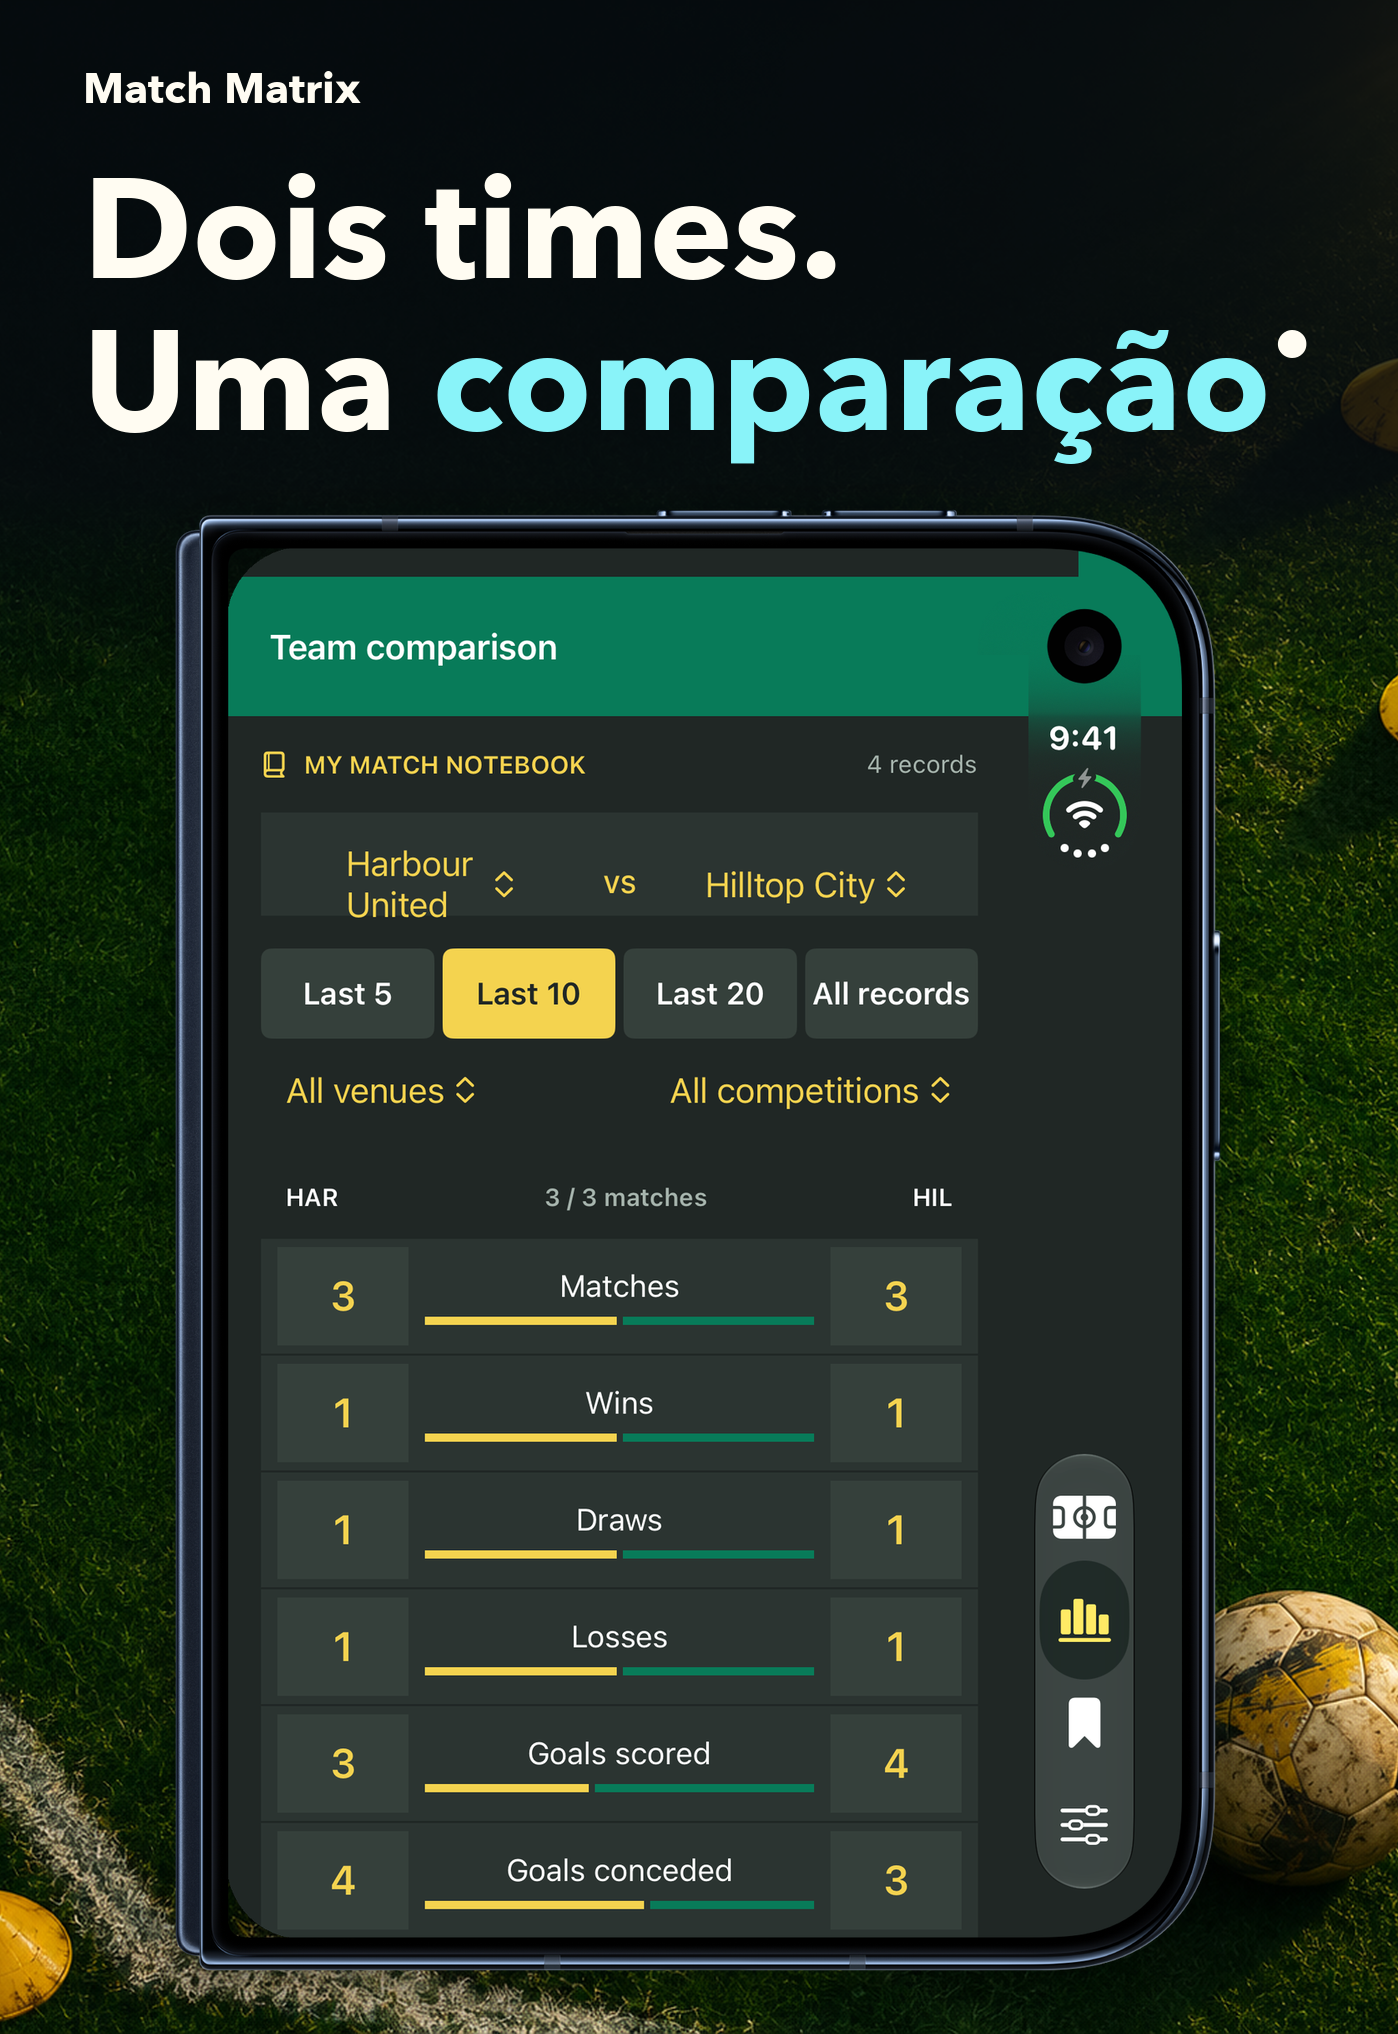 Match Matrix
Dois times.
Uma comparação.
Team comparison
9:41
MY MATCH NOTEBOOK
4 records
Harbour
United
vs
Hilltop City
Last 5
Last 10
Last 20
All records
All venues
All competitions
HAR
3 / 3 matches
HIL
3
Matches
3
1
Wins
1
1
Draws
1
1
Losses
1
3
Goals scored
4
4
Goals conceded
3